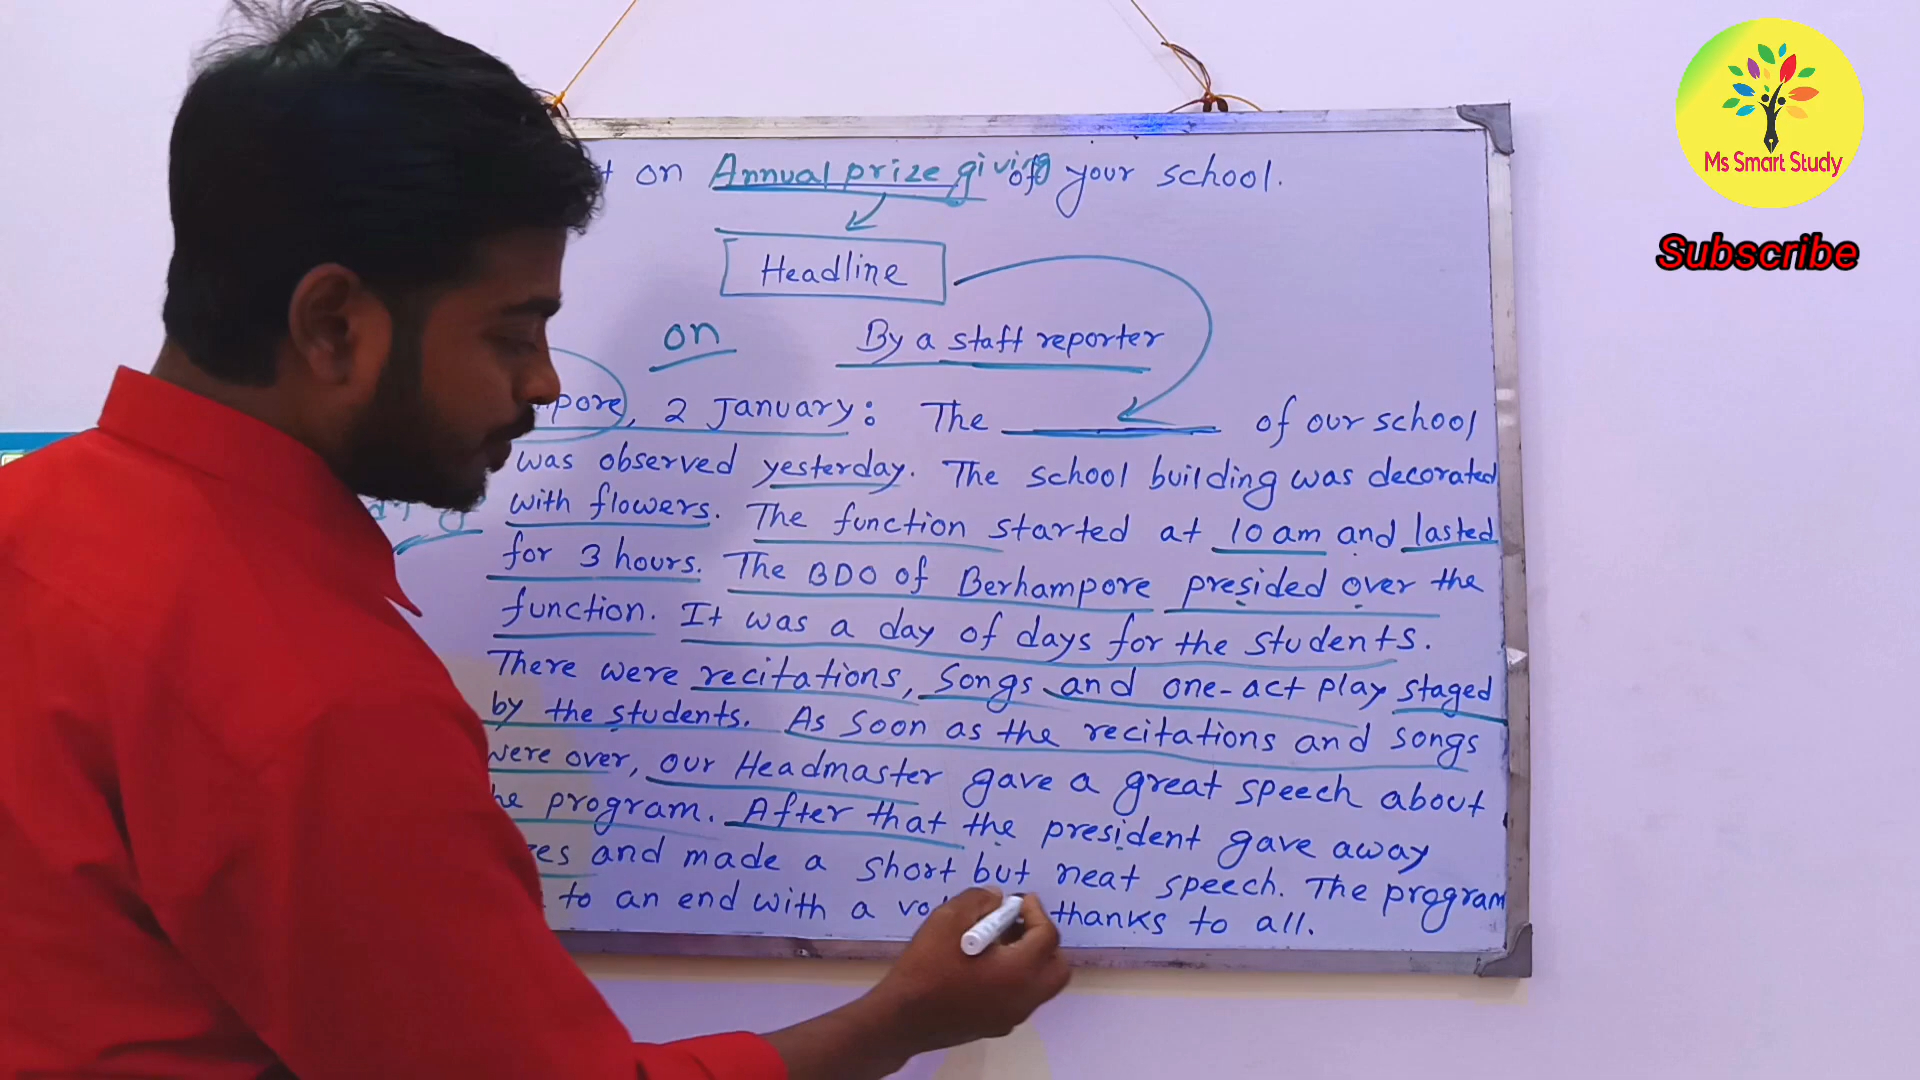 on Annual prize giving of your school.
Headline
on By a staff reporter
pore, 2 January: The of our school
was observed yesterday. The school building was decorated
with flowers. The function started at 10 am and lasted
for 3 hours. The BDO of Berhampore presided over the
function. It was a day of days for the students.
There were recitations, songs and one-act play staged
by the students. As soon as the recitations and songs
were over, our Headmaster gave a great speech about
he program. After that the president gave away
zes and made a short but neat speech. The program
to an end with a vo thanks to all.
Ms Smart Study
Subscribe